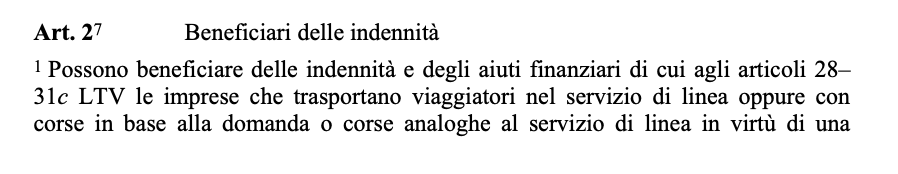 Art. 2⁷ Beneficiari delle indennità
¹ Possono beneficiare delle indennità e degli aiuti finanziari di cui agli articoli 28–
31c LTV le imprese che trasportano viaggiatori nel servizio di linea oppure con
corse in base alla domanda o corse analoghe al servizio di linea in virtù di una